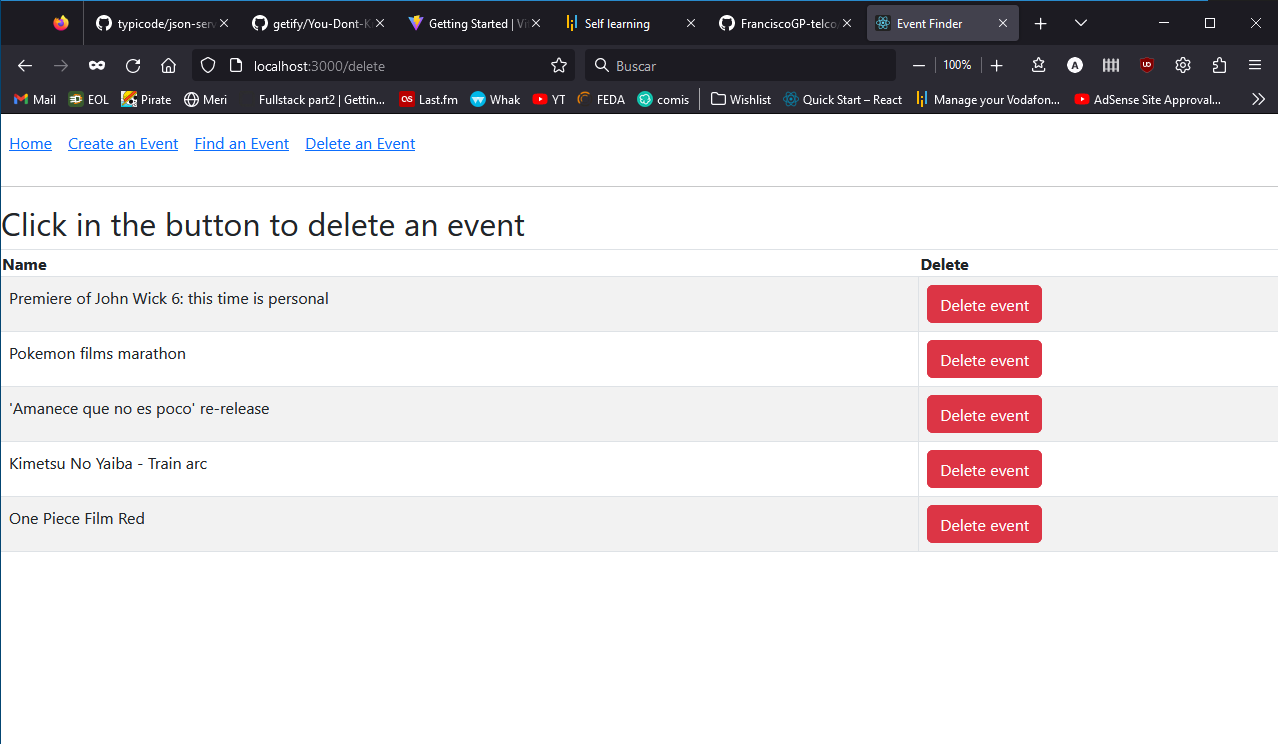 typicode/json-serv
getify/You-Dont-K
Getting Started | Vi
Self learning
FranciscoGP-telco
Event Finder
localhost:3000/delete
Buscar
100%
A
UD
Mail
EOL
Pirate
Meri
Fullstack part2 | Gettin...
Last.fm
Whak
YT
FEDA
comis
Wishlist
Quick Start – React
Manage your Vodafon...
AdSense Site Approval...
Home Create an Event Find an Event Delete an Event
Click in the button to delete an event
Name Delete
Premiere of John Wick 6: this time is personal Delete event
Pokemon films marathon Delete event
'Amanece que no es poco' re-release Delete event
Kimetsu No Yaiba - Train arc Delete event
One Piece Film Red Delete event